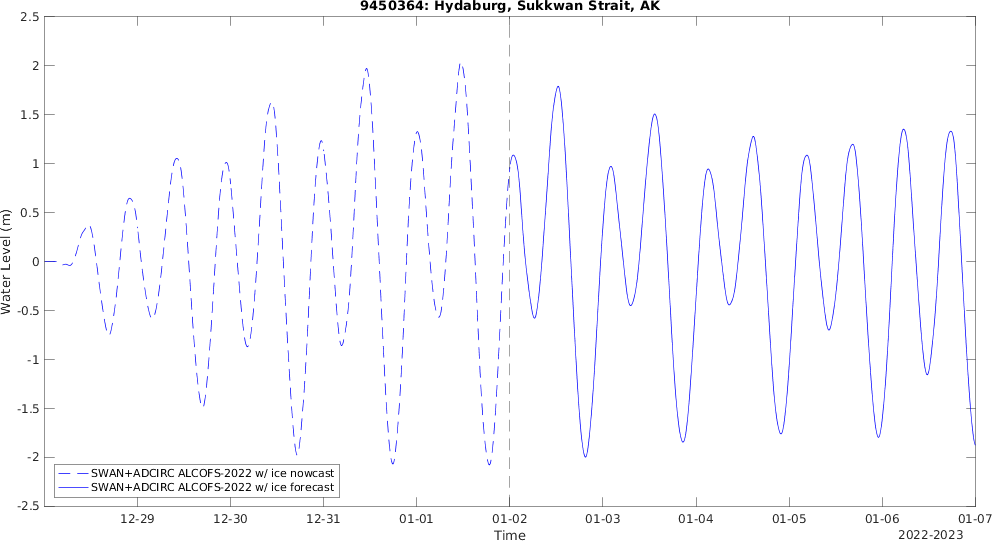 9450364: Hydaburg, Sukkwan Strait, AK
2.5
2
1.5
1
0.5
0
-0.5
-1
-1.5
-2
-2.5
Water Level (m)
SWAN+ADCIRC ALCOFS-2022 w/ ice nowcast
SWAN+ADCIRC ALCOFS-2022 w/ ice forecast
12-29 12-30 12-31 01-01 01-02 01-03 01-04 01-05 01-06 01-07
Time
2022-2023